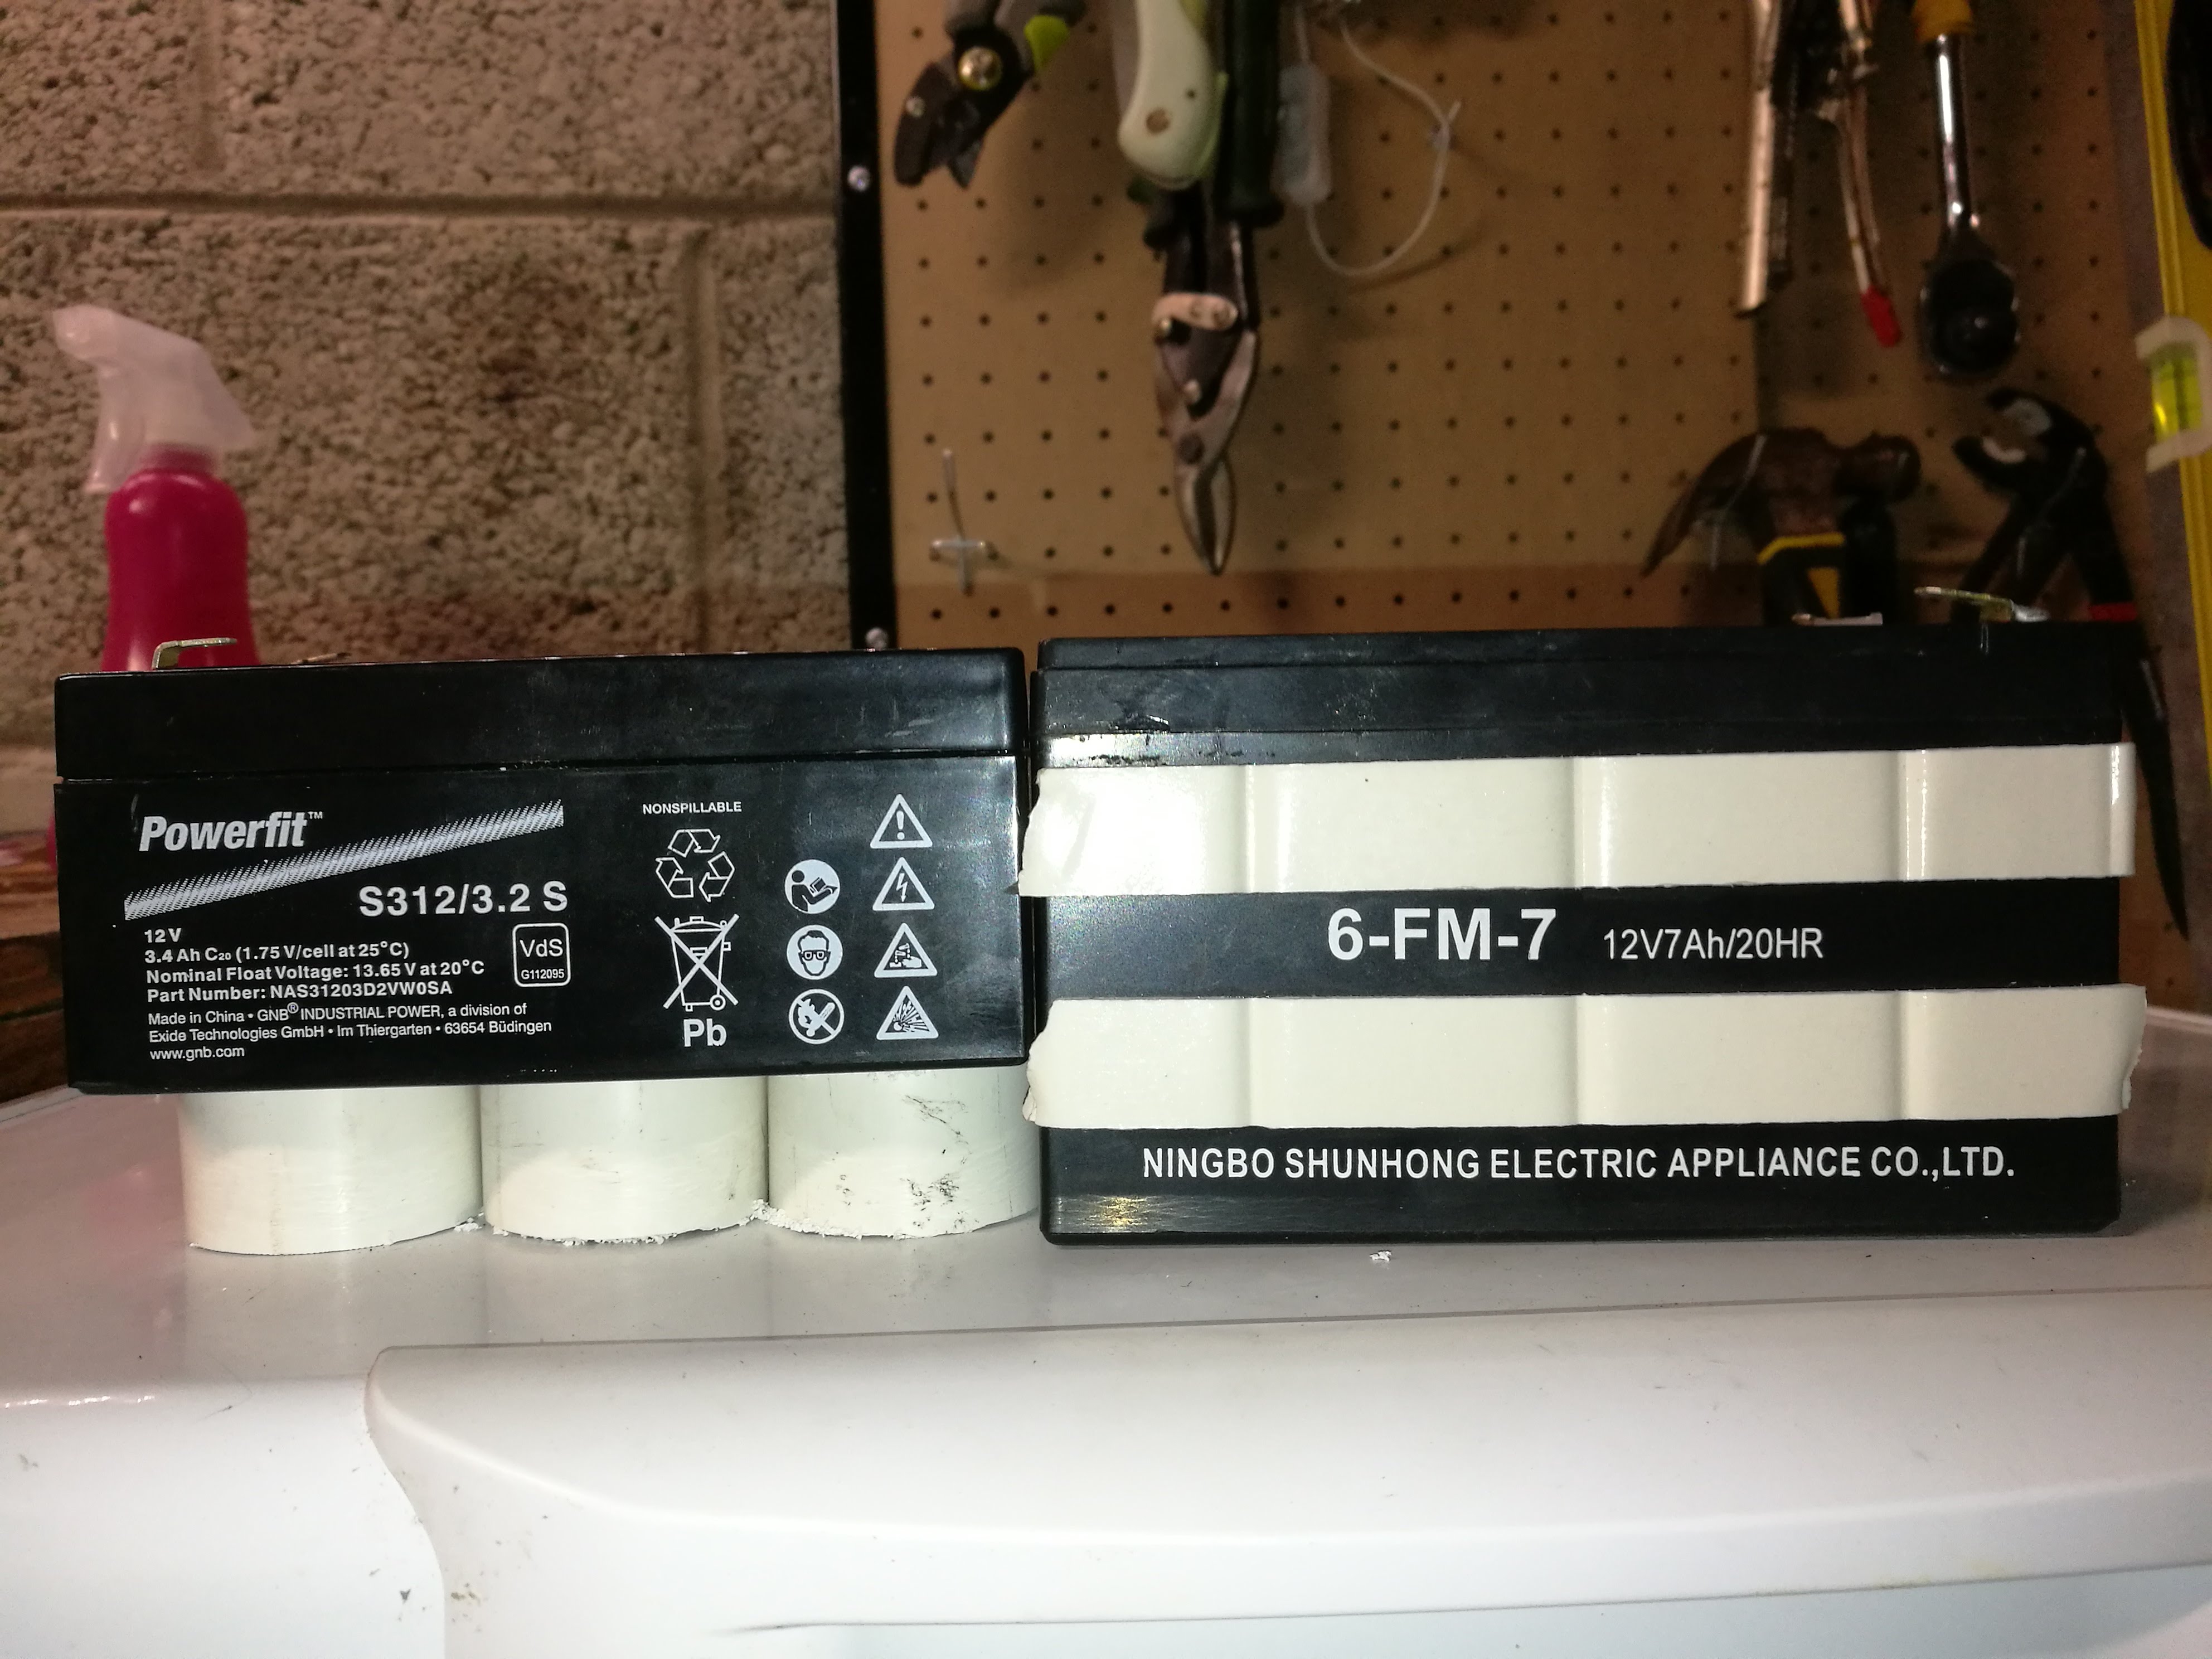 Powerfit™
S312/3.2 S
12V
3.4 Ah C₂₀ (1.75 V/cell at 25°C)
Nominal Float Voltage: 13.65 V at 20°C
Part Number: NAS31203D2VW0SA
Made in China • GNB® INDUSTRIAL POWER, a division of
Exide Technologies GmbH • Im Thiergarten • 63654 Büdingen
www.gnb.com
VdS
G112095
NONSPILLABLE
Pb
6-FM-7 12V7Ah/20HR
NINGBO SHUNHONG ELECTRIC APPLIANCE CO.,LTD.